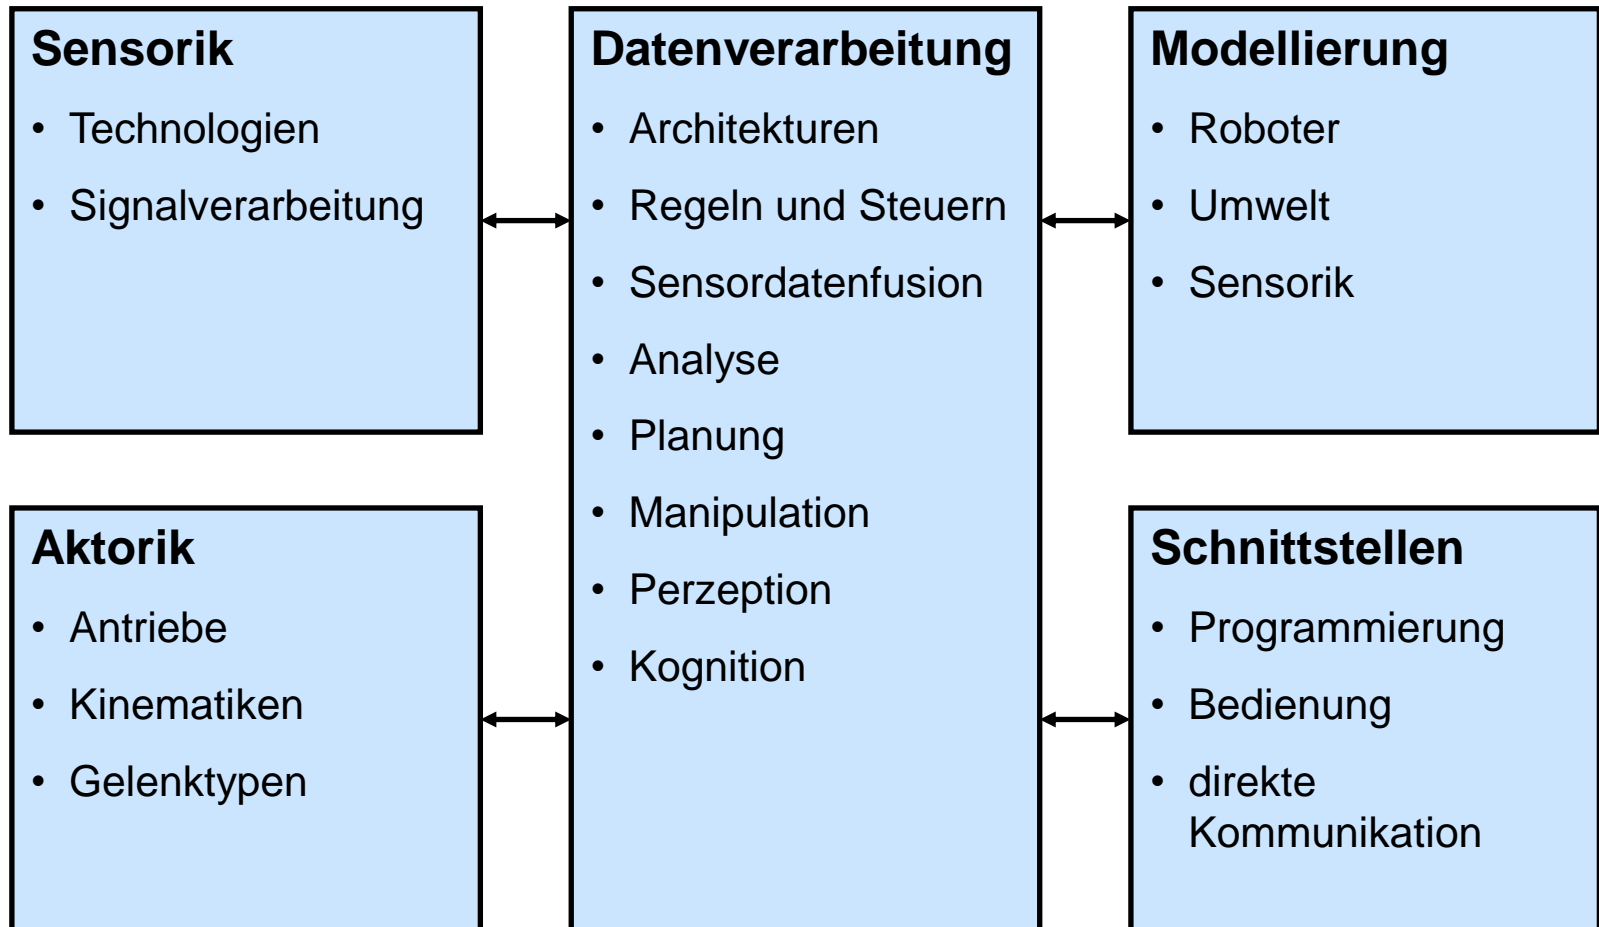 Sensorik
• Technologien
• Signalverarbeitung
Aktorik
• Antriebe
• Kinematiken
• Gelenktypen
Datenverarbeitung
• Architekturen
• Regeln und Steuern
• Sensordatenfusion
• Analyse
• Planung
• Manipulation
• Perzeption
• Kognition
Modellierung
• Roboter
• Umwelt
• Sensorik
Schnittstellen
• Programmierung
• Bedienung
• direkte
Kommunikation